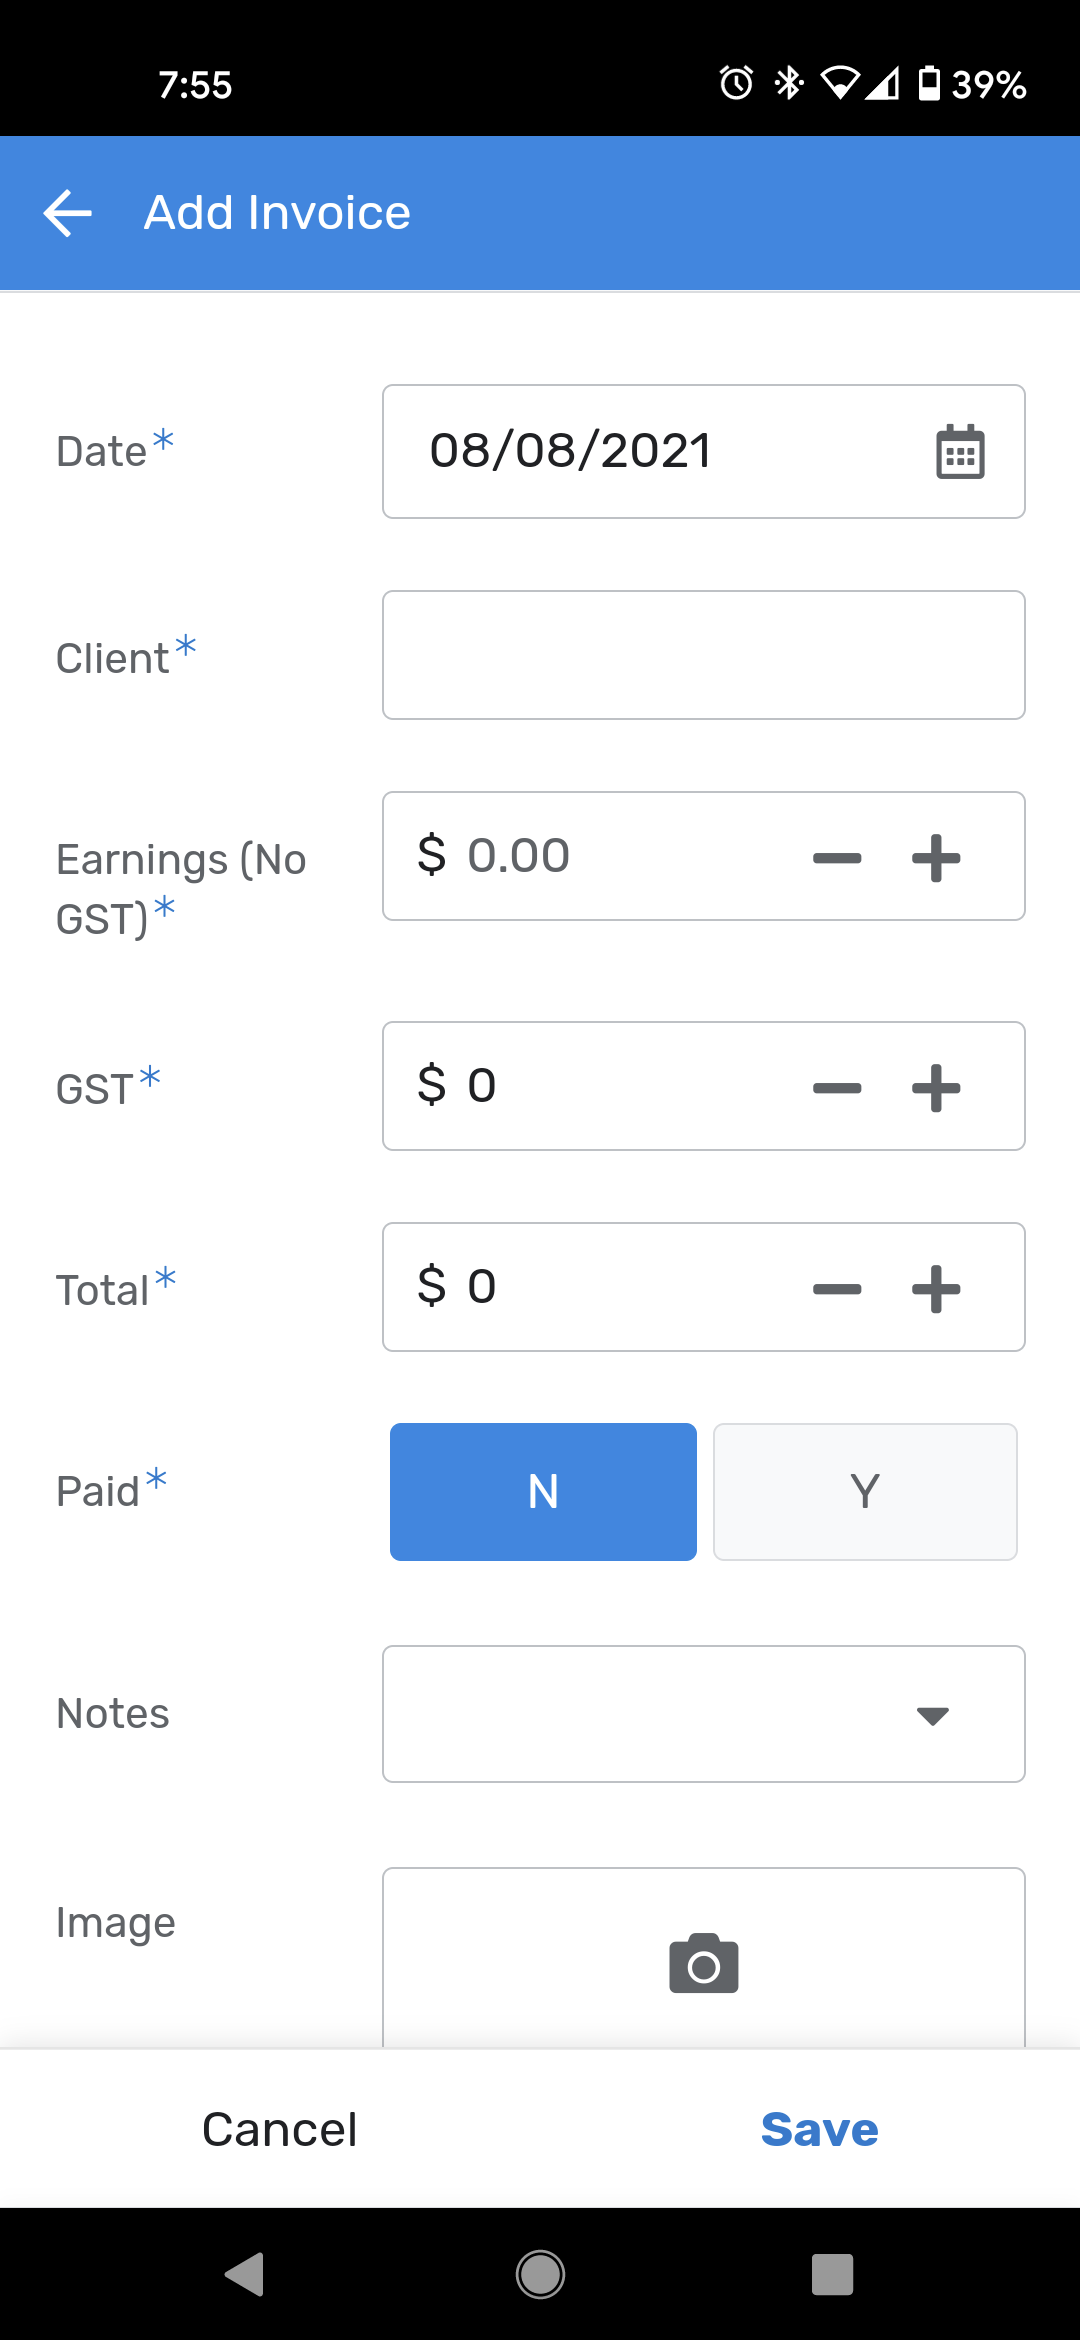 7:55
39%
Add Invoice
Date*
08/08/2021
Client*
Earnings (No
GST)*
$ 0.00
GST*
$ 0
Total*
$ 0
Paid*
N
Y
Notes
Image
Cancel
Save